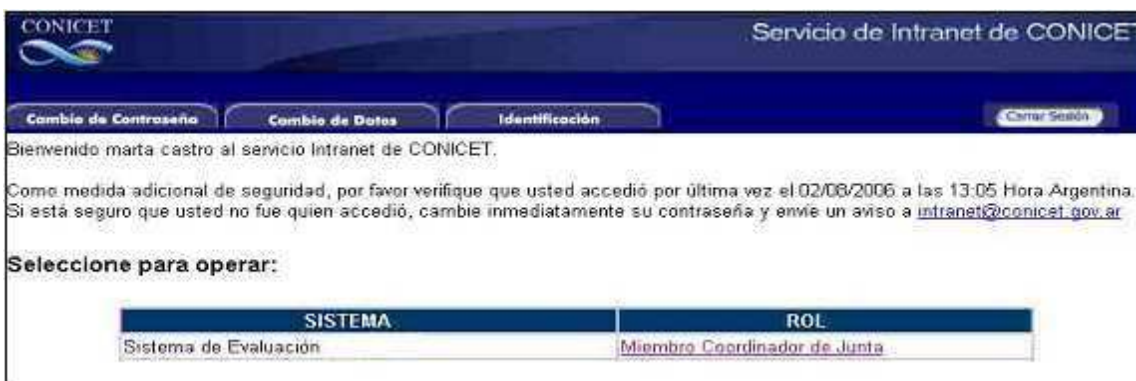 CONICET
Servicio de Intranet de CONICET
Cambio de Contraseña Cambio de Datos Identificación Cerrar Sesión
Bienvenido marta castro al servicio Intranet de CONICET.
Como medida adicional de seguridad, por favor verifique que usted accedió por última vez el 02/08/2006 a las 13:05 Hora Argentina.
Si está seguro que usted no fue quien accedió, cambie inmediatamente su contraseña y envíe un aviso a intranet@conicet.gov.ar
Seleccione para operar:
SISTEMA ROL
Sistema de Evaluación Miembro Coordinador de Junta